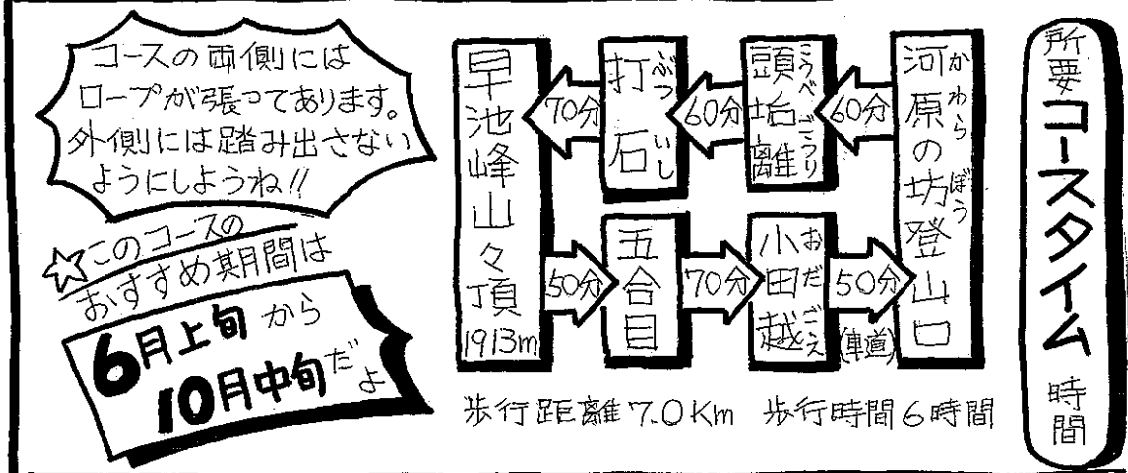 所要コースタイム 時間
河原の坊登山口
かわら ぼう
60分
頭垢離
こうべごうり
60分
打石
ぶついし
70分
早池峰山々頂
1913m
50分
五合目
70分
小田越
おだごえ
50分
(車道)
歩行距離7.0Km 歩行時間6時間
コースの両側には
ロープが張ってあります。
外側には踏み出さない
ようにしようね!!
☆このコースの
おすすめ期間は
6月上旬から
10月中旬だよ